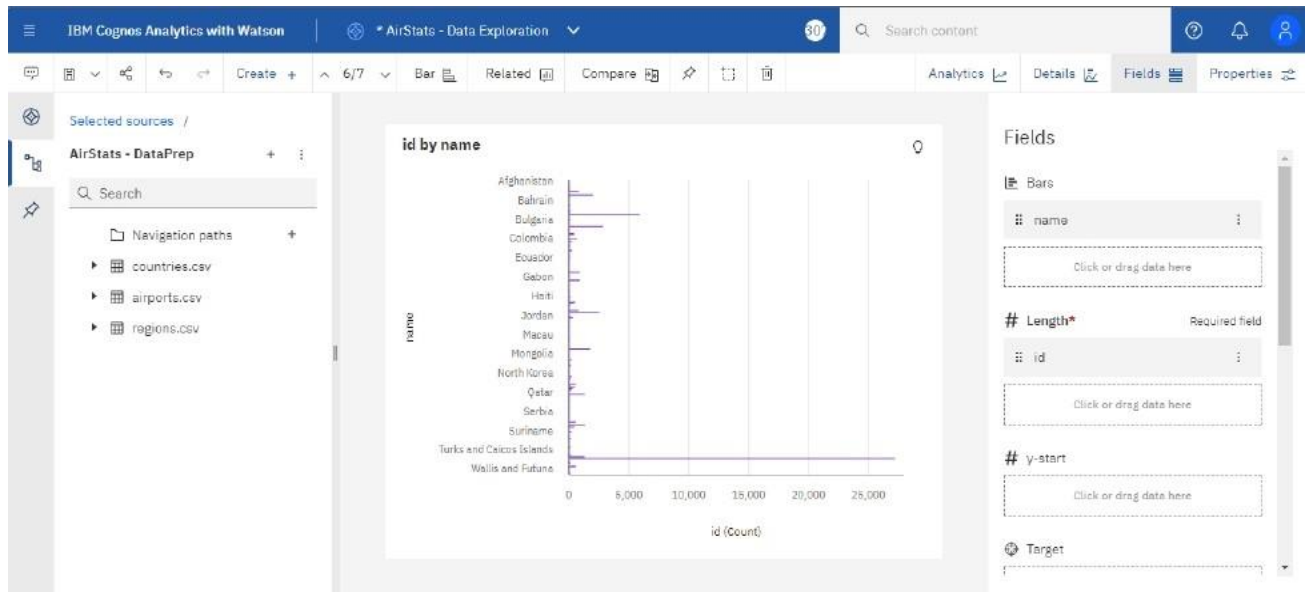 IBM Cognos Analytics with Watson
* AirStats - Data Exploration
30
Search content
Create +
6/7
Bar
Related
Compare
Analytics
Details
Fields
Properties
Selected sources /
AirStats - DataPrep
Search
Navigation paths
countries.csv
airports.csv
regions.csv
id by name
name
Afghanistan
Bahrain
Bulgaria
Colombia
Ecuador
Gabon
Haiti
Jordan
Macau
Mongolia
North Korea
Qatar
Serbia
Suriname
Turks and Caicos Islands
Wallis and Futuna
0 5,000 10,000 15,000 20,000 25,000
id (Count)
Fields
Bars
name
Click or drag data here
# Length* Required field
id
Click or drag data here
# y-start
Click or drag data here
Target